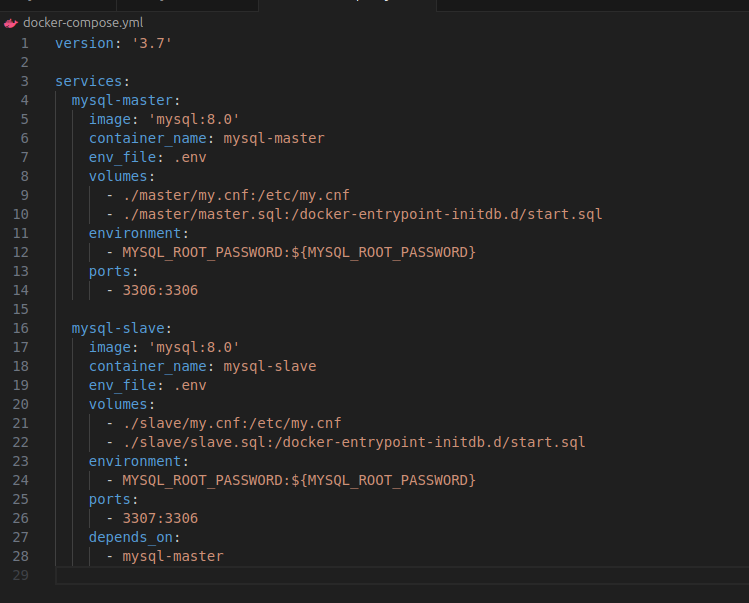 docker-compose.yml
1 version: '3.7'
2
3 services:
4   mysql-master:
5     image: 'mysql:8.0'
6     container_name: mysql-master
7     env_file: .env
8     volumes:
9       - ./master/my.cnf:/etc/my.cnf
10       - ./master/master.sql:/docker-entrypoint-initdb.d/start.sql
11     environment:
12       - MYSQL_ROOT_PASSWORD:${MYSQL_ROOT_PASSWORD}
13     ports:
14       - 3306:3306
15
16   mysql-slave:
17     image: 'mysql:8.0'
18     container_name: mysql-slave
19     env_file: .env
20     volumes:
21       - ./slave/my.cnf:/etc/my.cnf
22       - ./slave/slave.sql:/docker-entrypoint-initdb.d/start.sql
23     environment:
24       - MYSQL_ROOT_PASSWORD:${MYSQL_ROOT_PASSWORD}
25     ports:
26       - 3307:3306
27     depends_on:
28       - mysql-master
29